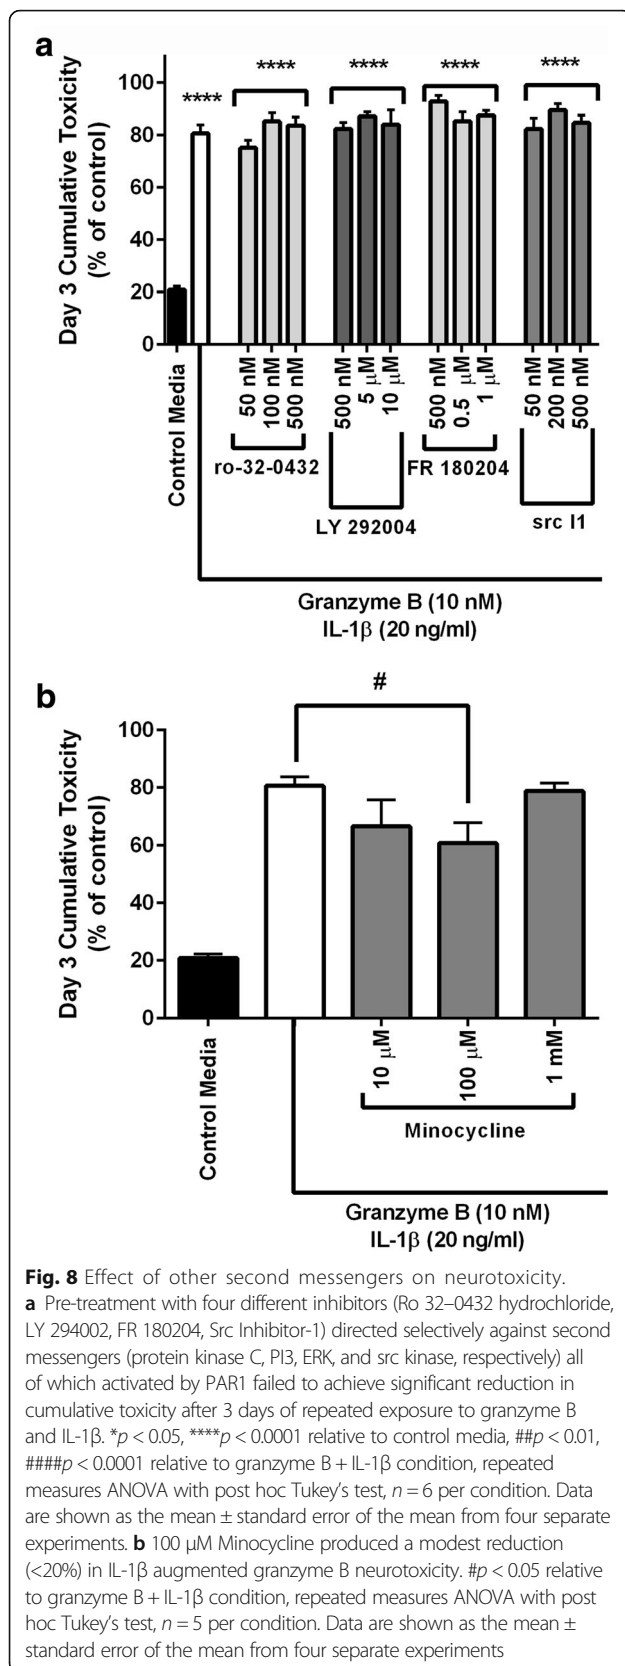 a
Day 3 Cumulative Toxicity
(% of control)
100
80
60
40
20
0
****
****
****
****
****
Control Media
50 nM
100 nM
500 nM
500 nM
5 μM
10 μM
500 nM
0.5 μM
1 μM
50 nM
200 nM
500 nM
ro-32-0432
LY 292004
FR 180204
src I1
Granzyme B (10 nM)
IL-1β (20 ng/ml)
b
#
Day 3 Cumulative Toxicity
(% of control)
100
80
60
40
20
0
Control Media
10 μM
100 μM
1 mM
Minocycline
Granzyme B (10 nM)
IL-1β (20 ng/ml)
Fig. 8 Effect of other second messengers on neurotoxicity.
a Pre-treatment with four different inhibitors (Ro 32–0432 hydrochloride,
LY 294002, FR 180204, Src Inhibitor-1) directed selectively against second
messengers (protein kinase C, PI3, ERK, and src kinase, respectively) all
of which activated by PAR1 failed to achieve significant reduction in
cumulative toxicity after 3 days of repeated exposure to granzyme B
and IL-1β. *p < 0.05, ****p < 0.0001 relative to control media, ##p < 0.01,
####p < 0.0001 relative to granzyme B + IL-1β condition, repeated
measures ANOVA with post hoc Tukey's test, n = 6 per condition. Data
are shown as the mean ± standard error of the mean from four separate
experiments. b 100 μM Minocycline produced a modest reduction
(<20%) in IL-1β augmented granzyme B neurotoxicity. #p < 0.05 relative
to granzyme B + IL-1β condition, repeated measures ANOVA with post
hoc Tukey's test, n = 5 per condition. Data are shown as the mean ±
standard error of the mean from four separate experiments